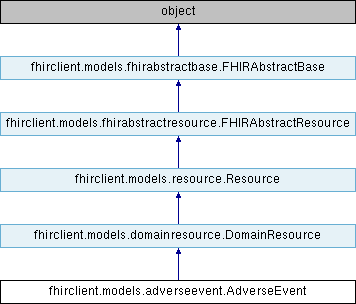 object
fhirclient.models.fhirabstractbase.FHIRAbstractBase
fhirclient.models.fhirabstractresource.FHIRAbstractResource
fhirclient.models.resource.Resource
fhirclient.models.domainresource.DomainResource
fhirclient.models.adverseevent.AdverseEvent